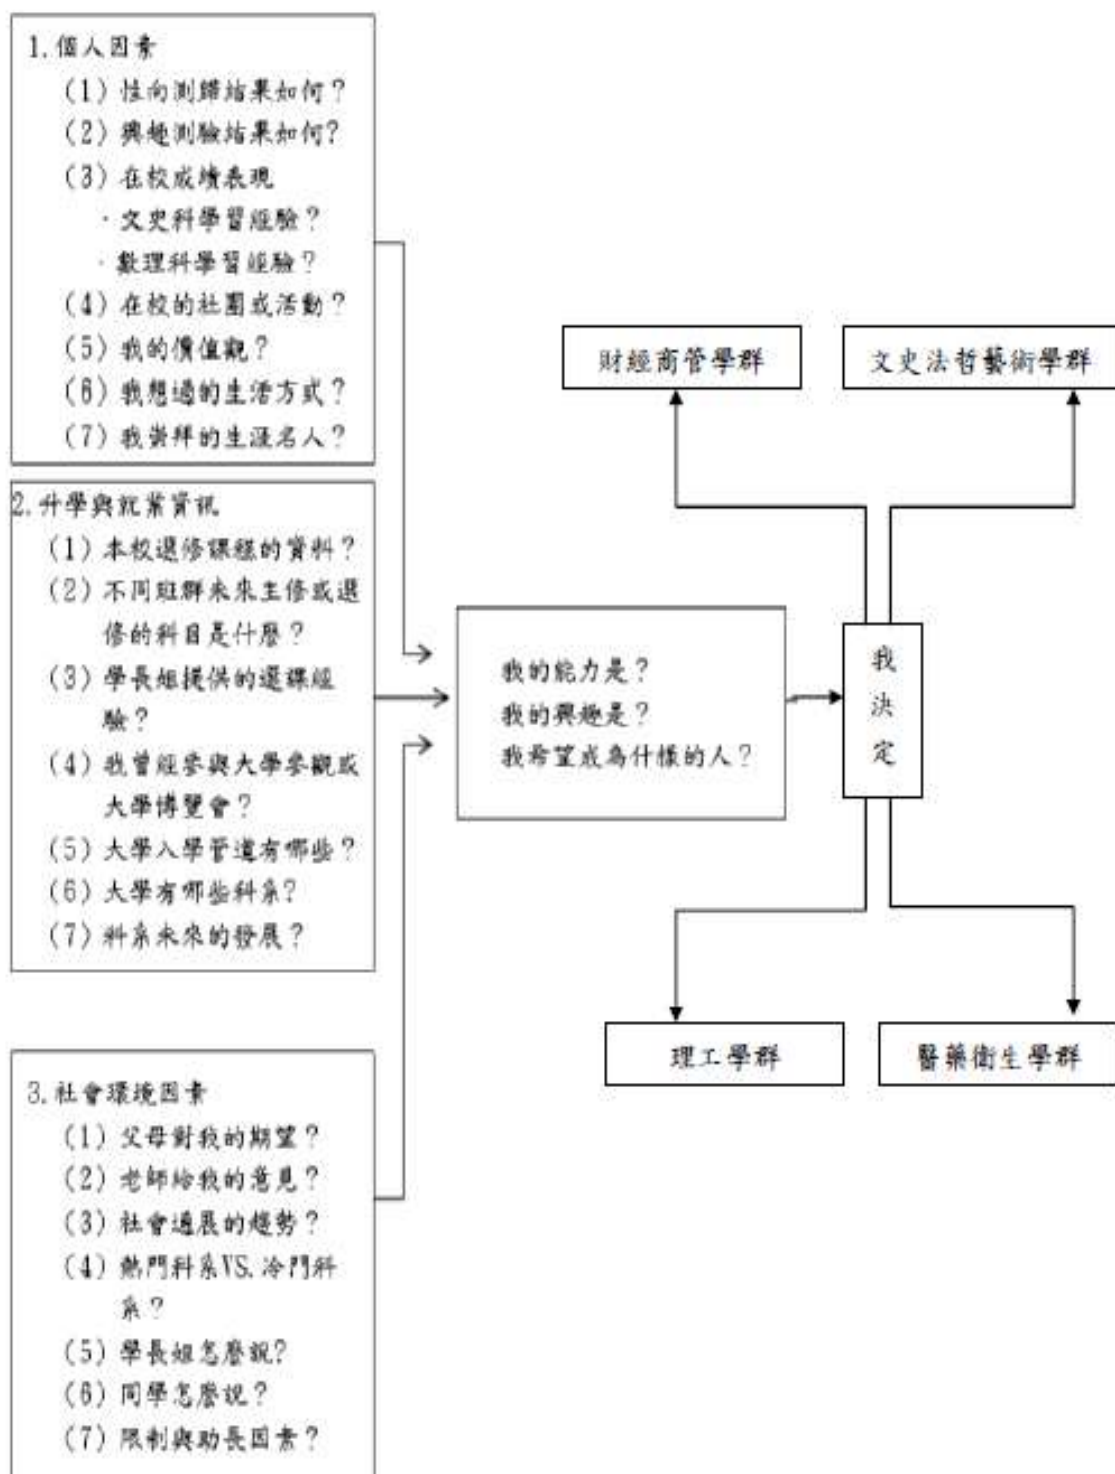 1.個人因素
(1)性向測歸結果如何?
(2)興趣測驗結果如何?
(3)在校成績表現
·文史科學習經驗?
·數理科學習經驗?
(4)在校的社團或活動?
(5)我的價值觀?
(6)我想過的生活方式?
(7)我崇拜的生涯名人?
2.升學與就業資訊
(1)本校選修課程的資料?
(2)不同班群未來主修或選
修的科目是什麼?
(3)學長姐提供的選課經
驗?
(4)我曾經參與大學參觀或
大學博覽會?
(5)大學入學管道有哪些?
(6)大學有哪些科系?
(7)科系未來的發展?
3.社會環境因素
(1)父母對我的期望?
(2)老師給我的意見?
(3)社會進展的趨勢?
(4)熱門科系VS.冷門科
系?
(5)學長姐怎麼說?
(6)同學怎麼說?
(7)限制與助長因素?
我的能力是?
我的興趣是?
我希望成為什樣的人?
我
決
定
財經商管學群
文史法哲藝術學群
理工學群
醫藥衛生學群